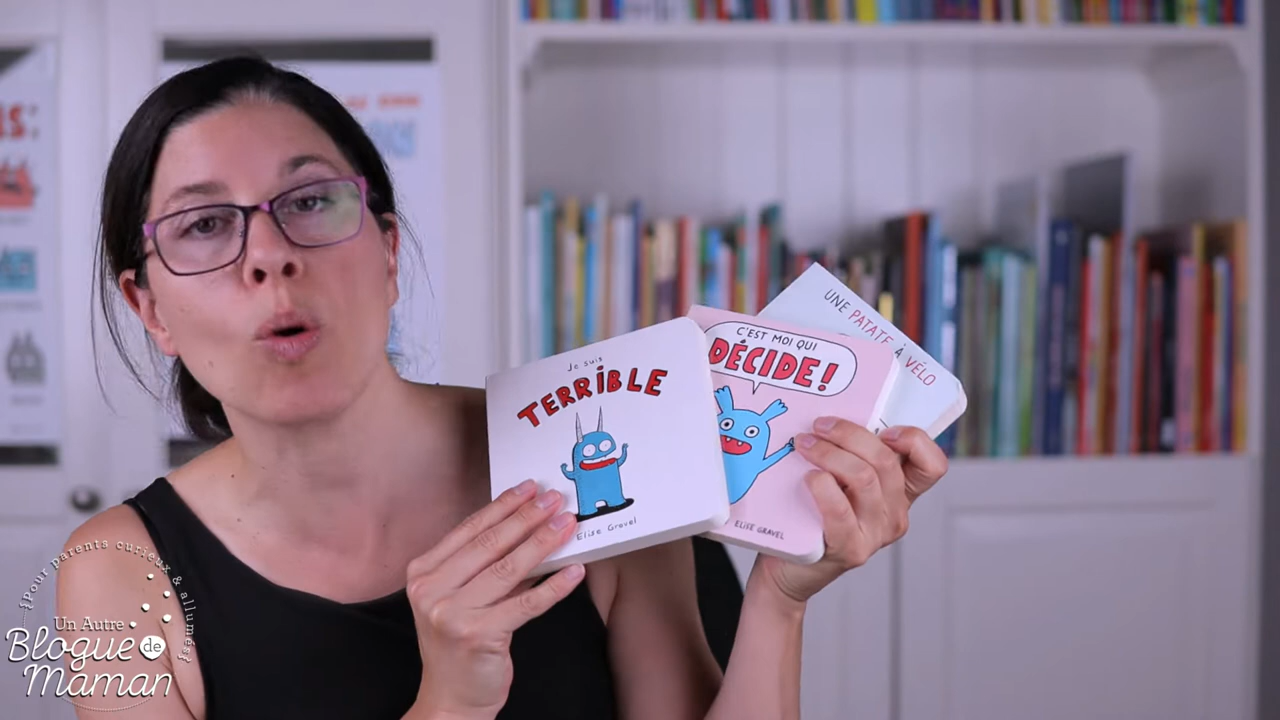 Je suis
TERRIBLE
Elise Gravel
C'EST MOI QUI
DÉCIDE!
ELISE GRAVEL
UNE PATATE À VÉLO
{Pour parents curieux & allumés}
Un Autre
Blogue de
Maman